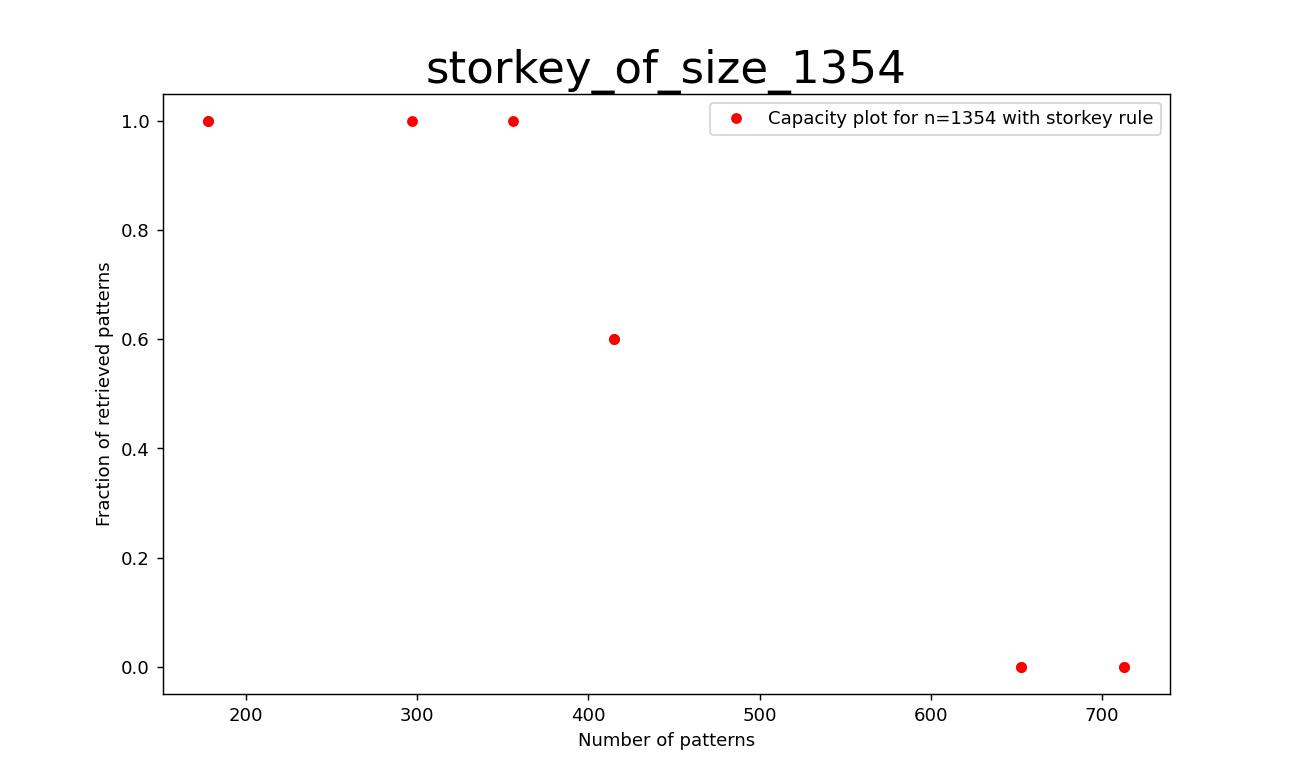 storkey_of_size_1354
Capacity plot for n=1354 with storkey rule
Fraction of retrieved patterns
1.0
0.8
0.6
0.4
0.2
0.0
200 300 400 500 600 700
Number of patterns